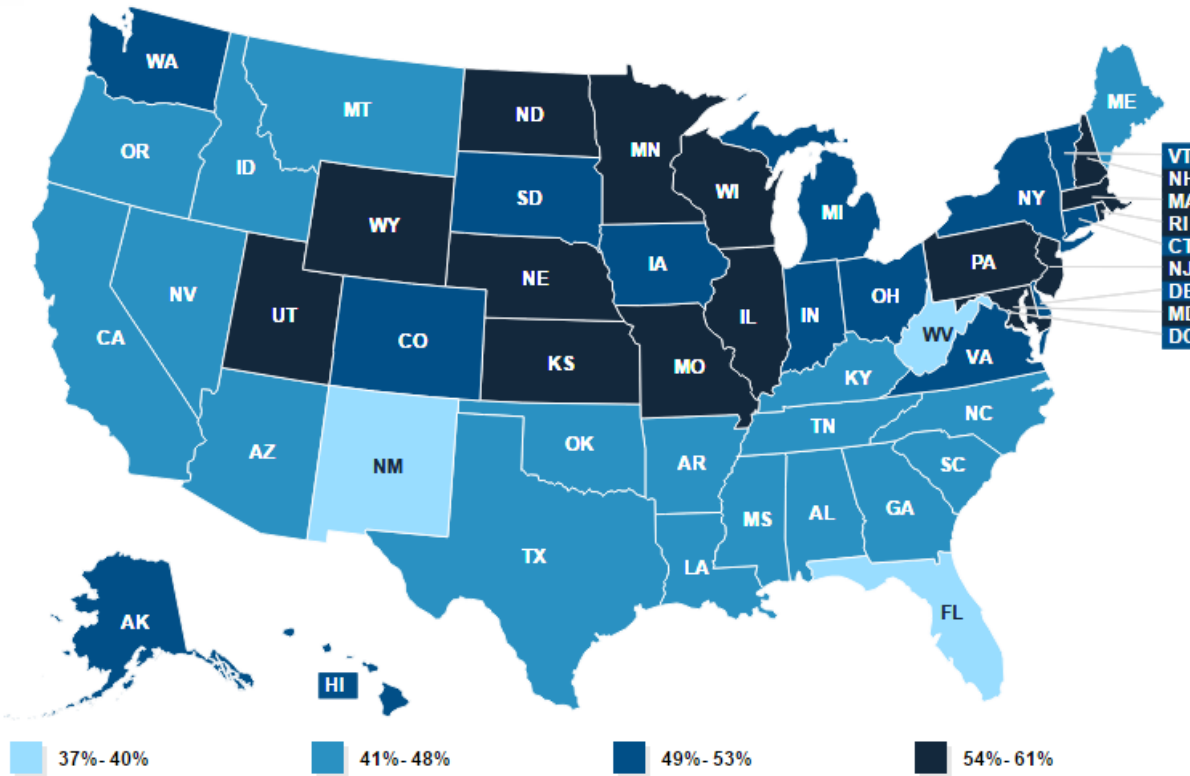 WA
MT
ND
MN
ME
OR
ID
WI
VT
NH
SD
MI
NY
MA
WY
RI
CT
IA
PA
NJ
NE
NV
UT
OH
DE
IL
IN
MD
CA
CO
WV
VA
DC
KS
MO
KY
NC
TN
AZ
OK
NM
AR
SC
MS
AL
GA
TX
LA
AK
FL
HI
37%- 40%
41%- 48%
49%- 53%
54%- 61%